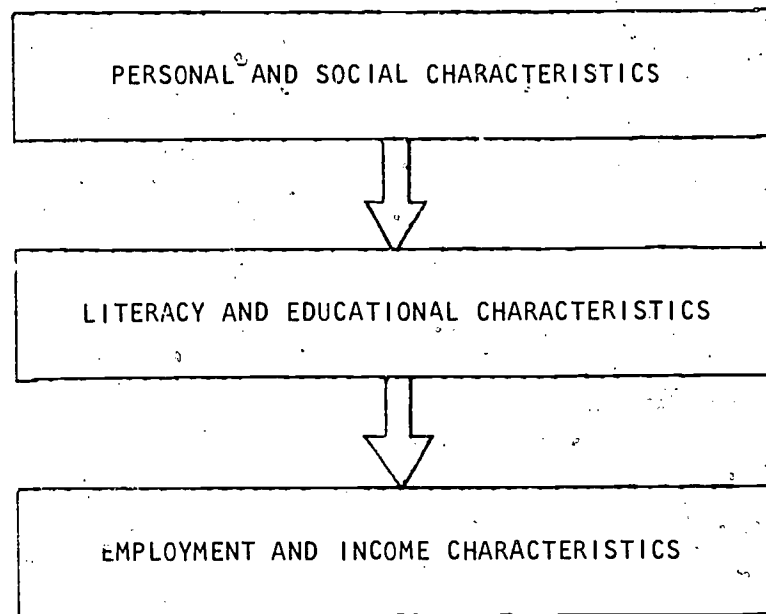 PERSONAL AND SOCIAL CHARACTERISTICS
LITERACY AND EDUCATIONAL CHARACTERISTICS
EMPLOYMENT AND INCOME CHARACTERISTICS